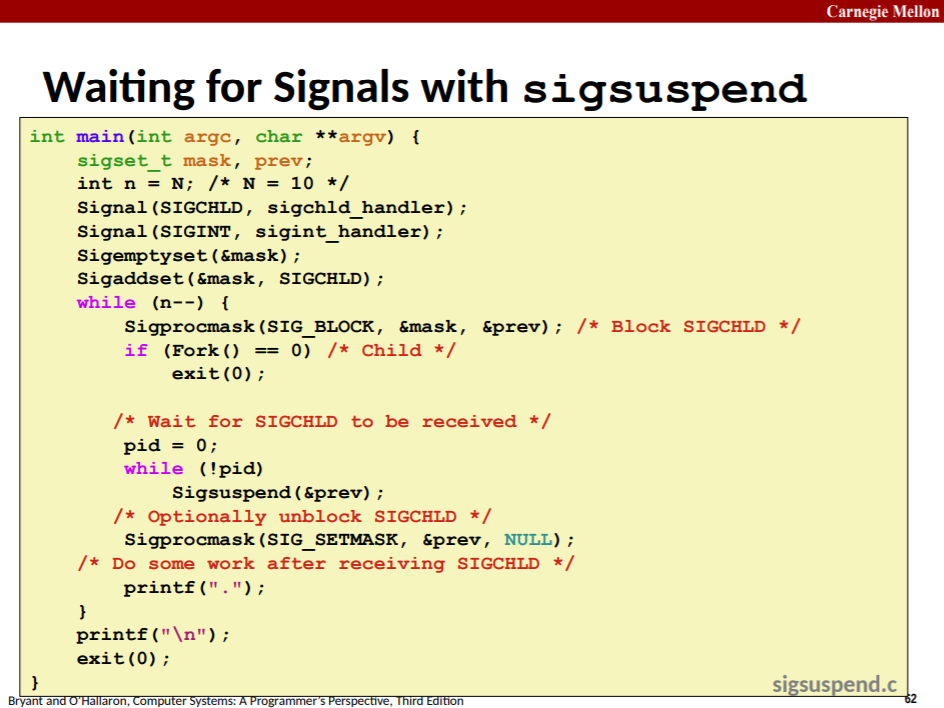 Carnegie Mellon
Waiting for Signals with sigsuspend
int main(int argc, char **argv) {
    sigset_t mask, prev;
    int n = N; /* N = 10 */
    Signal(SIGCHLD, sigchld_handler);
    Signal(SIGINT, sigint_handler);
    Sigemptyset(&mask);
    Sigaddset(&mask, SIGCHLD);
    while (n--) {
        Sigprocmask(SIG_BLOCK, &mask, &prev); /* Block SIGCHLD */
        if (Fork() == 0) /* Child */
            exit(0);

       /* Wait for SIGCHLD to be received */
        pid = 0;
        while (!pid)
            Sigsuspend(&prev);
       /* Optionally unblock SIGCHLD */
        Sigprocmask(SIG_SETMASK, &prev, NULL);
    /* Do some work after receiving SIGCHLD */
        printf(".");
    }
    printf("\n");
    exit(0);
}
sigsuspend.c
Bryant and O'Hallaron, Computer Systems: A Programmer's Perspective, Third Edition
62